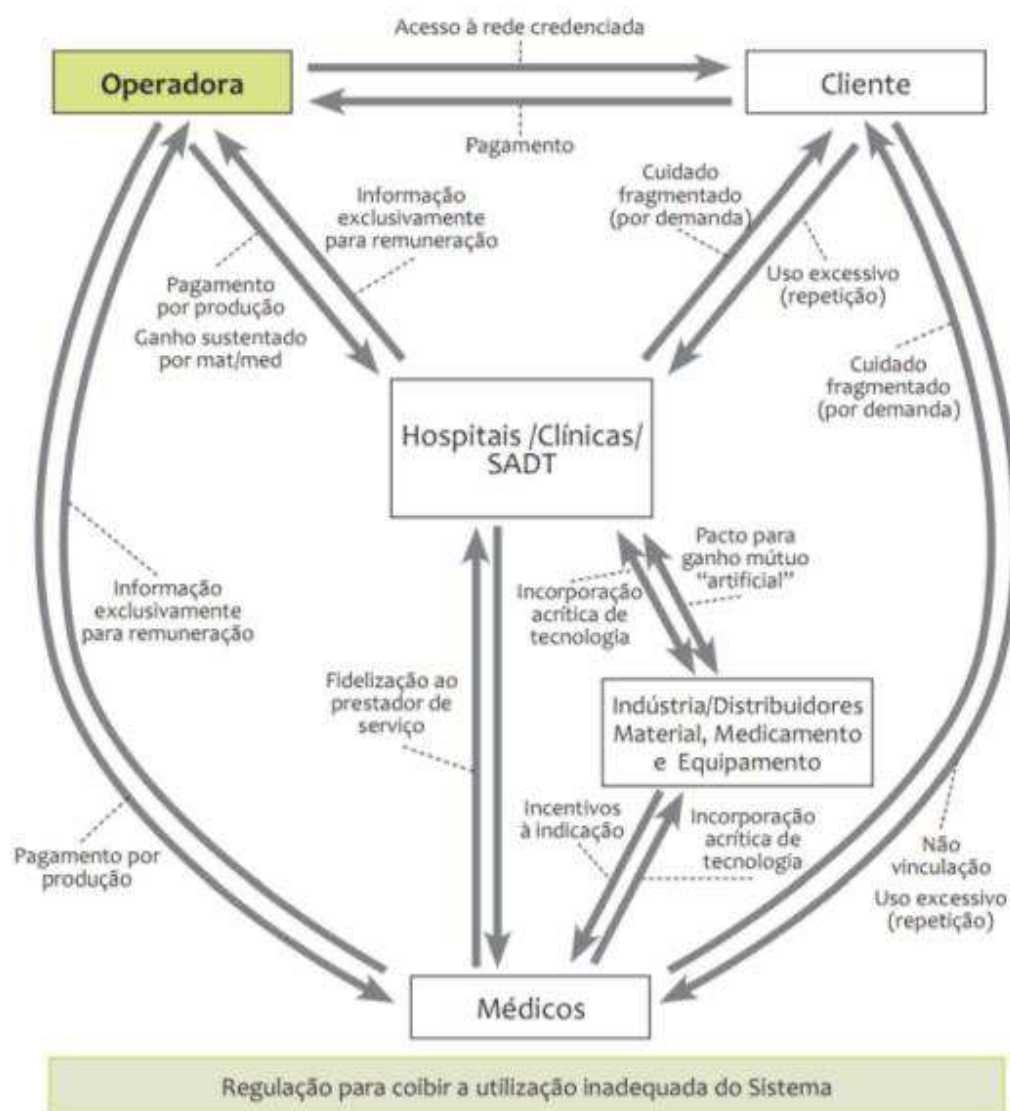 Acesso à rede credenciada
Operadora
Cliente
Pagamento
Informação
exclusivamente
para remuneração
Cuidado
fragmentado
(por demanda)
Pagamento
por produção
Ganho sustentado
por mat/med
Uso excessivo
(repetição)
Cuidado
fragmentado
(por demanda)
Hospitais /Clínicas/
SADT
Pacto para
ganho mútuo
“artificial”
Incorporação
acrítica de
tecnologia
Informação
exclusivamente
para remuneração
Fidelização ao
prestador de
serviço
Indústria/Distribuidores
Material, Medicamento
e Equipamento
Incentivos
à indicação
Incorporação
acrítica de
tecnologia
Pagamento por
produção
Não
vinculação
Uso excessivo
(repetição)
Médicos
Regulação para coibir a utilização inadequada do Sistema